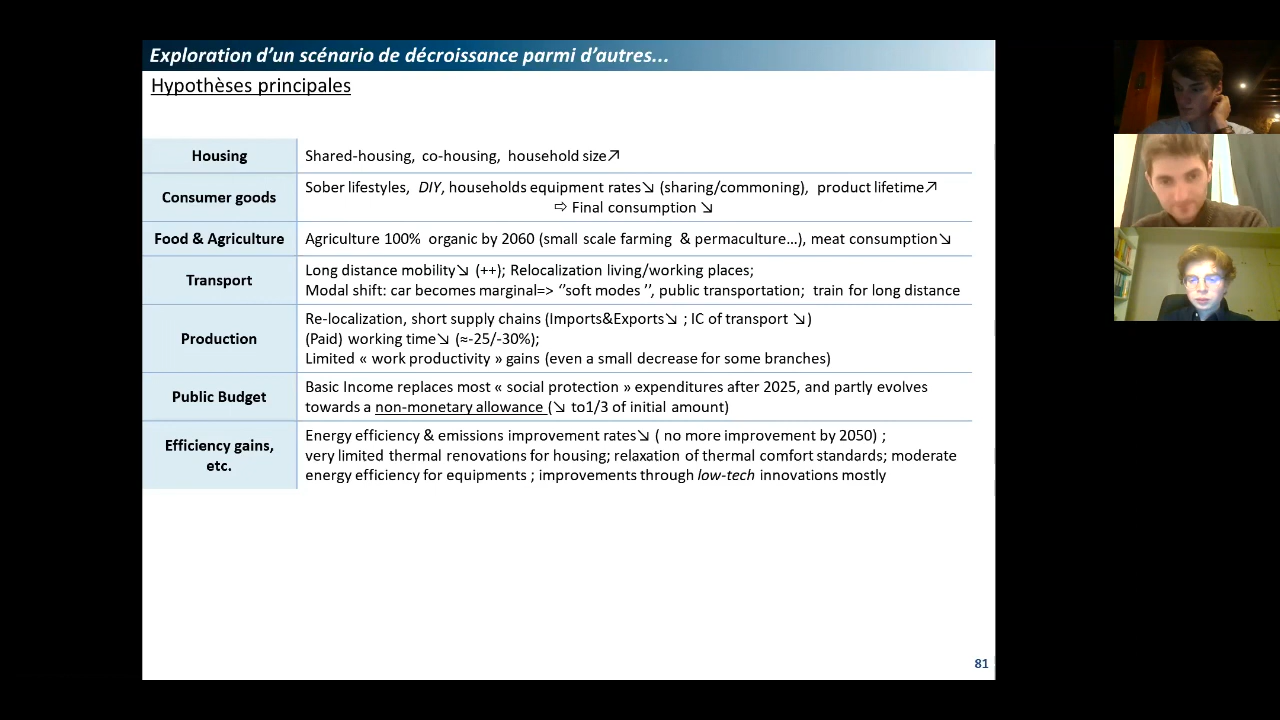 Exploration d’un scénario de décroissance parmi d’autres...
Hypothèses principales
Housing
Shared-housing, co-housing, household size↗
Consumer goods
Sober lifestyles, DIY, households equipment rates↘ (sharing/commoning), product lifetime↗
⇨ Final consumption ↘
Food & Agriculture
Agriculture 100% organic by 2060 (small scale farming & permaculture...), meat consumption↘
Transport
Long distance mobility↘ (++); Relocalization living/working places;
Modal shift: car becomes marginal=> ‘’soft modes ’’, public transportation; train for long distance
Production
Re-localization, short supply chains (Imports&Exports↘ ; IC of transport ↘)
(Paid) working time↘ (≈-25/-30%);
Limited « work productivity » gains (even a small decrease for some branches)
Public Budget
Basic Income replaces most « social protection » expenditures after 2025, and partly evolves
towards a non-monetary allowance (↘ to1/3 of initial amount)
Efficiency gains,
etc.
Energy efficiency & emissions improvement rates↘ ( no more improvement by 2050) ;
very limited thermal renovations for housing; relaxation of thermal comfort standards; moderate
energy efficiency for equipments ; improvements through low-tech innovations mostly
81